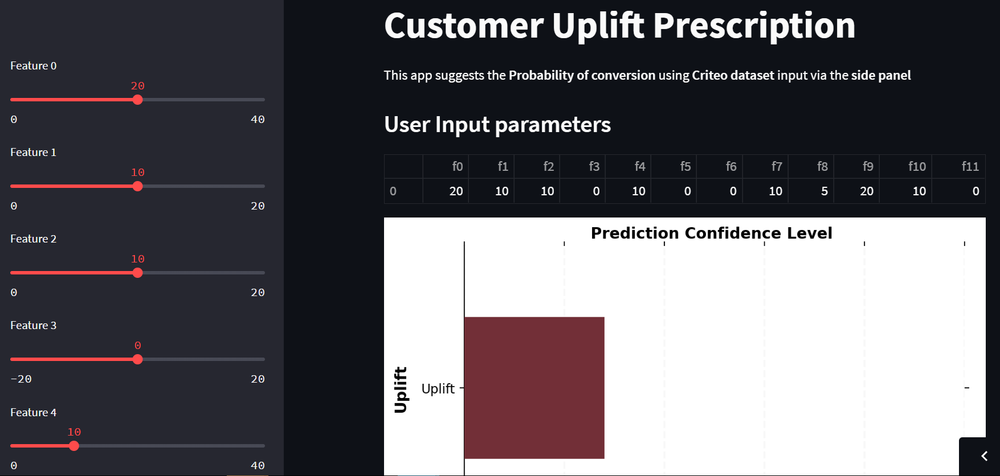 Feature 0
20
0 40
Feature 1
10
0 20
Feature 2
10
0 20
Feature 3
0
-20 20
Feature 4
10
0 40
Customer Uplift Prescription
This app suggests the Probability of conversion using Criteo dataset input via the side panel
User Input parameters
f0 f1 f2 f3 f4 f5 f6 f7 f8 f9 f10 f11
0 20 10 10 0 10 0 0 10 5 20 10 0
Prediction Confidence Level
Uplift
Uplift